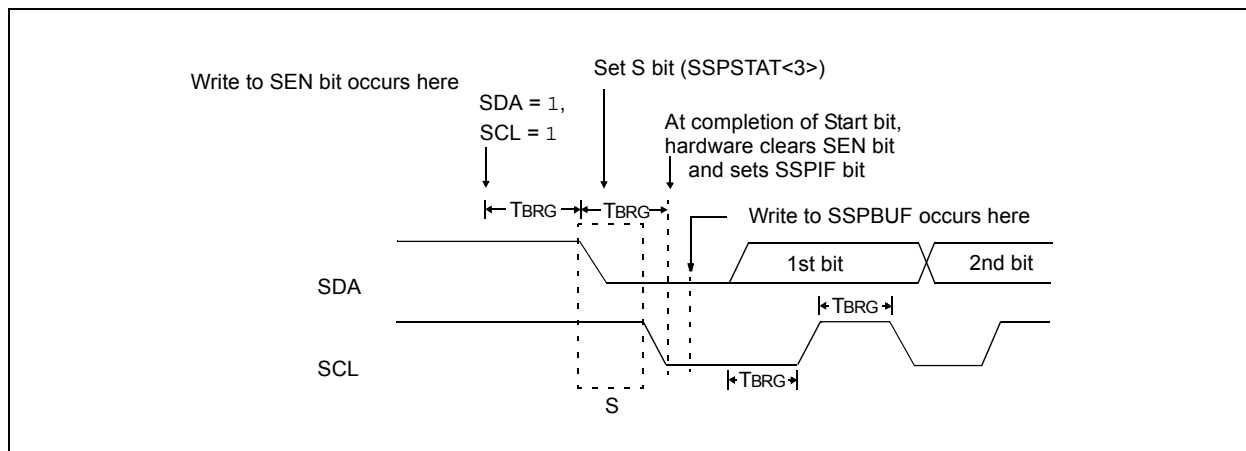 Set S bit (SSPSTAT<3>)
Write to SEN bit occurs here
SDA = 1,
SCL = 1
At completion of Start bit,
hardware clears SEN bit
and sets SSPIF bit
TBRG
TBRG
Write to SSPBUF occurs here
1st bit
2nd bit
SDA
TBRG
SCL
TBRG
S